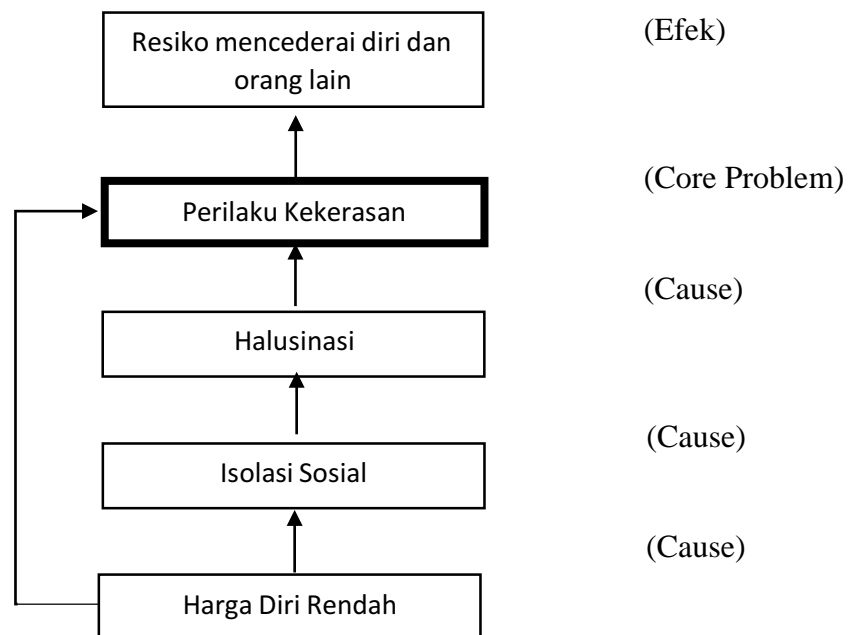 Resiko mencederai diri dan
orang lain
(Efek)
Perilaku Kekerasan
(Core Problem)
Halusinasi
(Cause)
Isolasi Sosial
(Cause)
Harga Diri Rendah
(Cause)